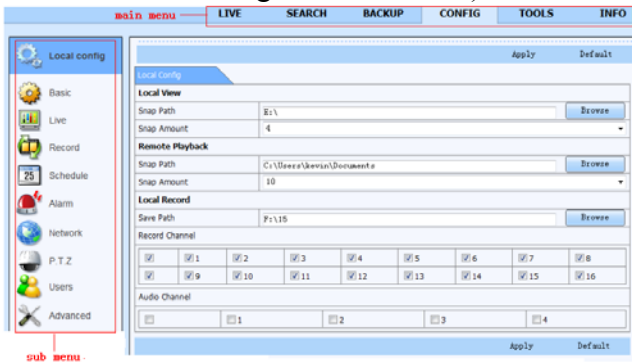 main menu LIVE SEARCH BACKUP CONFIG TOOLS INFO
Local config
Basic
Live
Record
25 Schedule
Alarm
Network
P.T.Z
Users
Advanced
sub menu
Apply Default
Local Config
Local View
Snap Path E:\ Browse
Snap Amount 4
Remote Playback
Snap Path C:\Users\kevin\Documents Browse
Snap Amount 10
Local Record
Save Path F:\15 Browse
Record Channel
1 2 3 4 5 6 7 8
9 10 11 12 13 14 15 16
Audio Channel
1 2 3 4
Apply Default